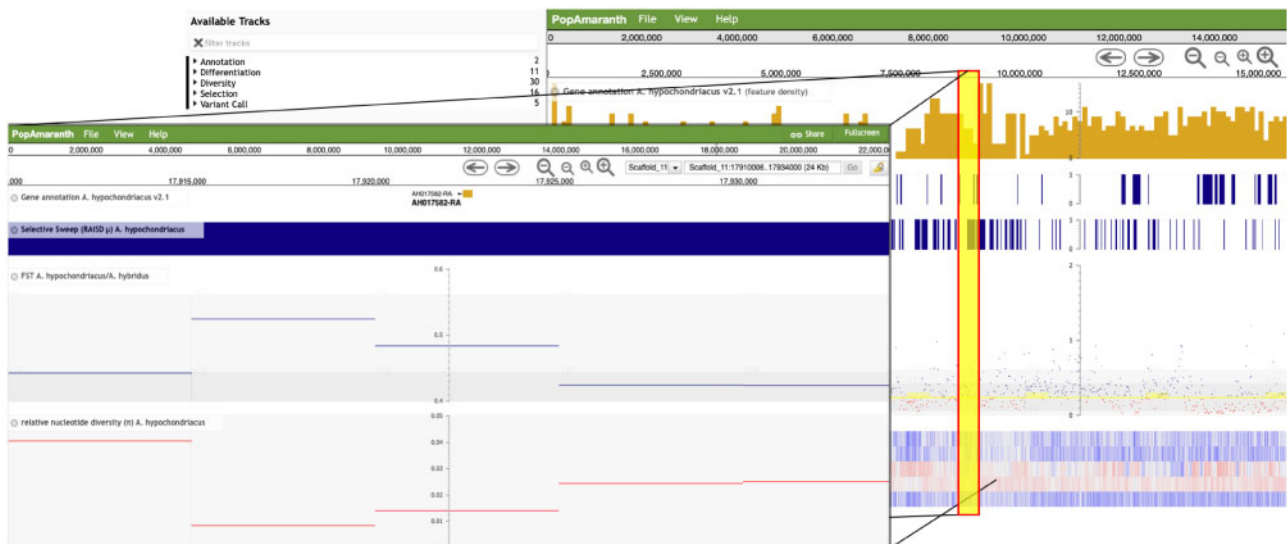 Available Tracks
filter tracks
Annotation 2
Differentiation 11
Diversity 30
Selection 16
Variant Call 5
PopAmaranth File View Help
0 2,000,000 4,000,000 6,000,000 8,000,000 10,000,000 12,000,000 14,000,000
2,500,000 5,000,000 7,500,000 10,000,000 12,500,000 15,000,000
Gene annotation A. hypochondriacus v2.1 (feature density)
10
0
1
0
1
0
2
1
0
PopAmaranth File View Help Share Fullscreen
0 2,000,000 4,000,000 6,000,000 8,000,000 10,000,000 12,000,000 14,000,000 16,000,000 18,000,000 20,000,000 22,000,000
Scaffold_11 Scaffold_11:17910006..17934000 (24 Kb) Go
.000 17,915,000 17,920,000 17,925,000 17,930,000
Gene annotation A. hypochondriacus v2.1
AH017582-RA
AH017582-RA
Selective Sweep (RAiSD μ) A. hypochondriacus
FST A. hypochondriacus/A. hybridus
0.6
0.5
0.4
relative nucleotide diversity (π) A. hypochondriacus
0.05
0.04
0.03
0.02
0.01